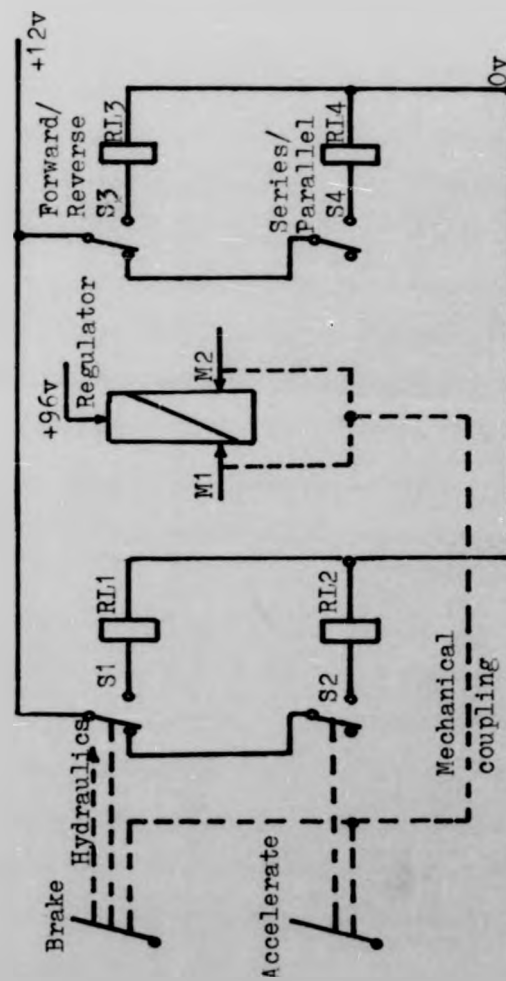 +12v
Forward/
Reverse
S3
RL3
Series/
Parallel
S4
RL4
0v
+96v
Regulator
M1
M2
S1
RL1
S2
RL2
Hydraulics
Brake
Accelerate
Mechanical
coupling